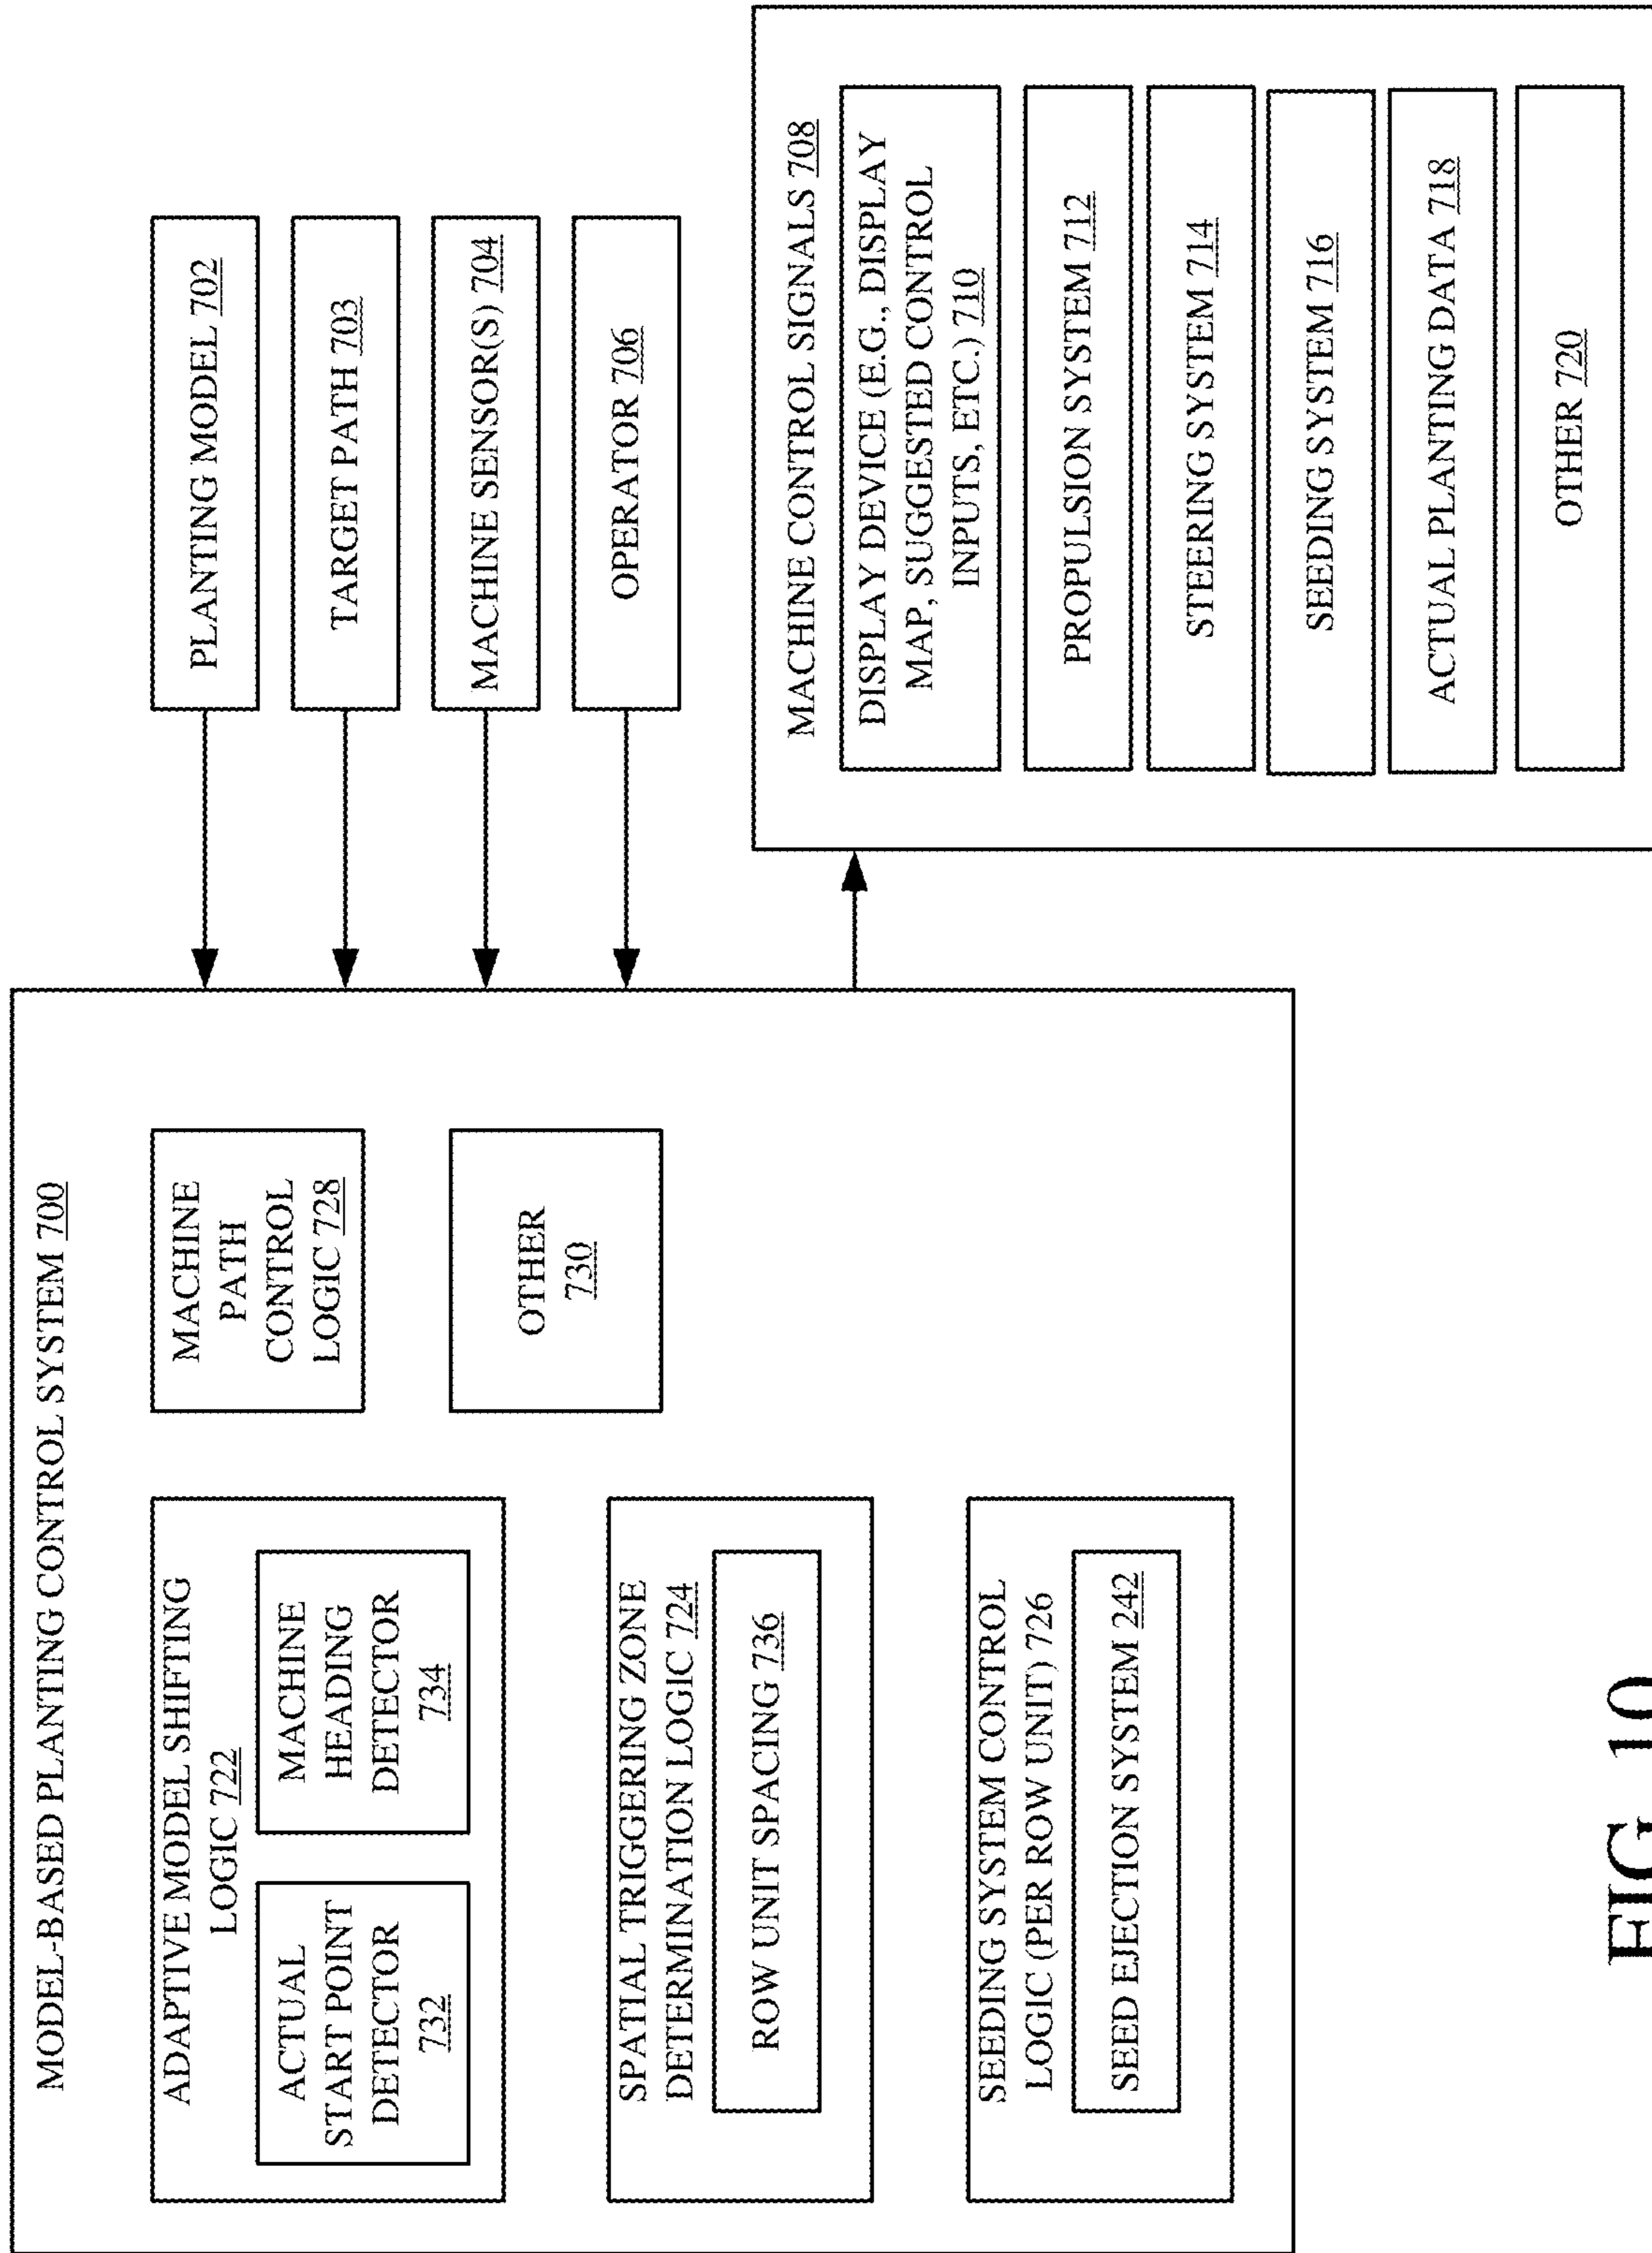 MODEL-BASED PLANTING CONTROL SYSTEM 700
ADAPTIVE MODEL SHIFTING
LOGIC 722
ACTUAL
START POINT
DETECTOR
732
MACHINE
HEADING
DETECTOR
734
MACHINE
PATH
CONTROL
LOGIC 728
SPATIAL TRIGGERING ZONE
DETERMINATION LOGIC 724
ROW UNIT SPACING 736
OTHER
730
SEEDING SYSTEM CONTROL
LOGIC (PER ROW UNIT) 726
SEED EJECTION SYSTEM 242
PLANTING MODEL 702
TARGET PATH 703
MACHINE SENSOR(S) 704
OPERATOR 706
MACHINE CONTROL SIGNALS 708
DISPLAY DEVICE (E.G., DISPLAY
MAP, SUGGESTED CONTROL
INPUTS, ETC.) 710
PROPULSION SYSTEM 712
STEERING SYSTEM 714
SEEDING SYSTEM 716
ACTUAL PLANTING DATA 718
OTHER 720
FIG. 10